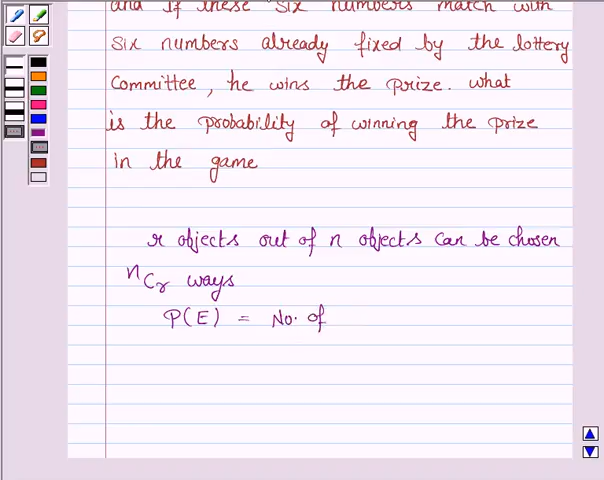 and if these six numbers match with
six numbers already fixed by the lottery
committee, he wins the prize. what
is the probability of winning the prize
in the game
r objects out of n objects can be chosen
nCr ways
P(E) = No. of